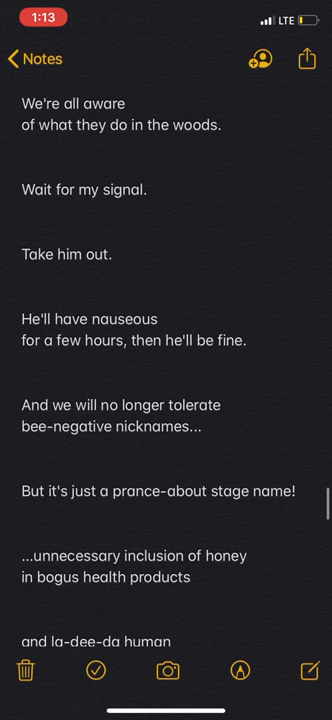 1:13
LTE
Notes
We're all aware
of what they do in the woods.
Wait for my signal.
Take him out.
He'll have nauseous
for a few hours, then he'll be fine.
And we will no longer tolerate
bee-negative nicknames...
But it's just a prance-about stage name!
...unnecessary inclusion of honey
in bogus health products
and la-dee-da human